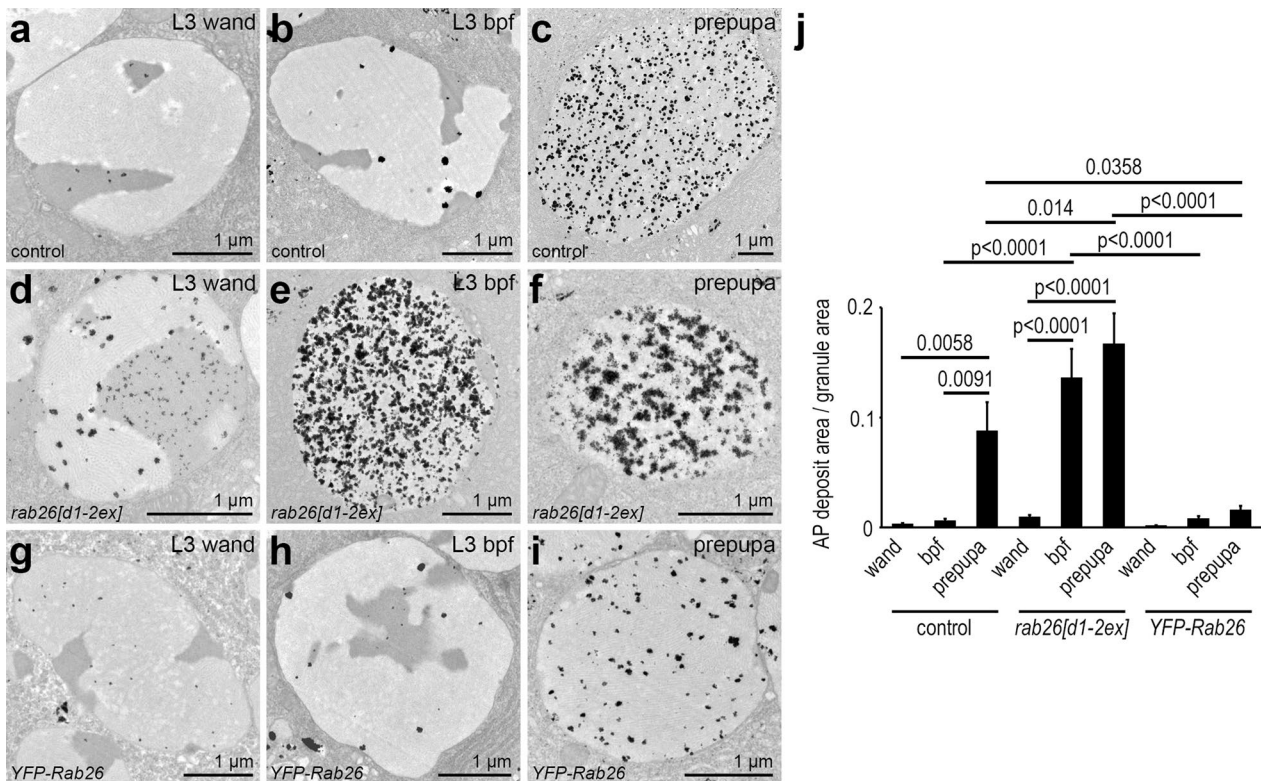 a
L3 wand
control
1 µm
b
L3 bpf
control
1 µm
c
prepupa
control
1 µm
d
L3 wand
rab26[d1-2ex]
1 µm
e
L3 bpf
rab26[d1-2ex]
1 µm
f
prepupa
rab26[d1-2ex]
1 µm
g
L3 wand
YFP-Rab26
1 µm
h
L3 bpf
YFP-Rab26
1 µm
i
prepupa
YFP-Rab26
1 µm
j
0.0358
0.014
p<0.0001
p<0.0001
p<0.0001
p<0.0001
0.0058
p<0.0001
0.0091
AP deposit area / granule area
0.2
0.1
0
wand
bpf
prepupa
wand
bpf
prepupa
wand
bpf
prepupa
control
rab26[d1-2ex]
YFP-Rab26